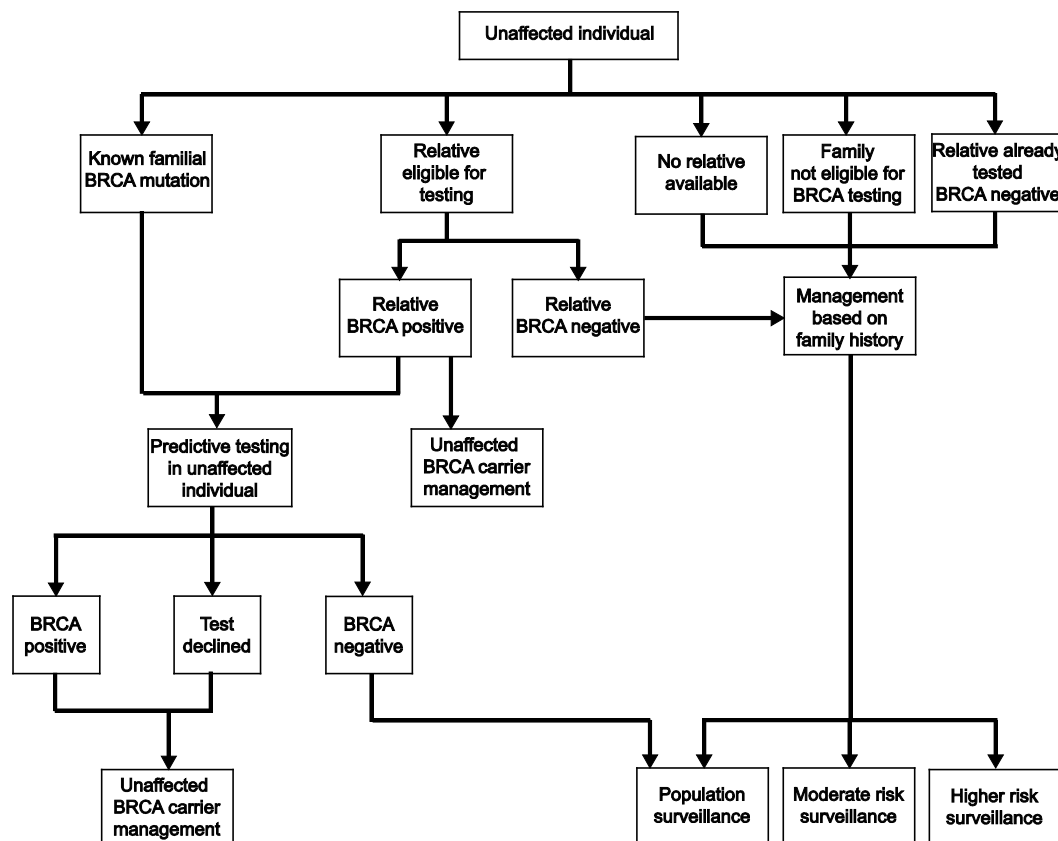 Unaffected individual
Known familial
BRCA mutation
Relative
eligible for
testing
No relative
available
Family
not eligible for
BRCA testing
Relative already
tested
BRCA negative
Relative
BRCA positive
Relative
BRCA negative
Management
based on
family history
Predictive testing
in unaffected
individual
Unaffected
BRCA carrier
management
BRCA
positive
Test
declined
BRCA
negative
Unaffected
BRCA carrier
management
Population
surveillance
Moderate risk
surveillance
Higher risk
surveillance